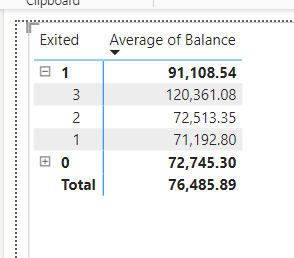 Clipboard
Exited Average of Balance
1 91,108.54
3 120,361.08
2 72,513.35
1 71,192.80
0 72,745.30
Total 76,485.89